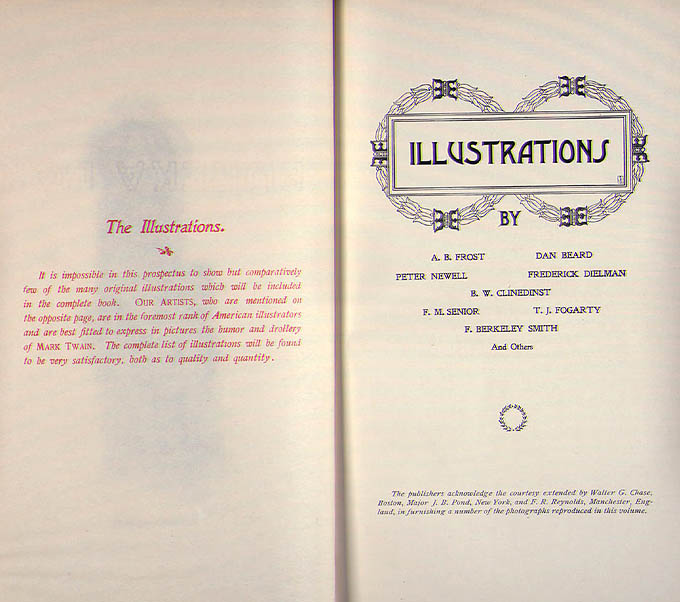 The Illustrations.
It is impossible in this prospectus to show but comparatively
few of the many original illustrations which will be included
in the complete book. OUR ARTISTS, who are mentioned on
the opposite page, are in the foremost rank of American illustrators
and are best fitted to express in pictures the humor and drollery
of MARK TWAIN. The complete list of illustrations will be found
to be very satisfactory, both as to quality and quantity.
ILLUSTRATIONS
BY
A. B. FROST DAN BEARD
PETER NEWELL FREDERICK DIELMAN
B. W. CLINEDINST
F. M. SENIOR T. J. FOGARTY
F. BERKELEY SMITH
And Others
The publishers acknowledge the courtesy extended by Walter G. Chase,
Boston, Major J. B. Pond, New York, and F. R. Reynolds, Manchester, Eng-
land, in furnishing a number of the photographs reproduced in this volume.